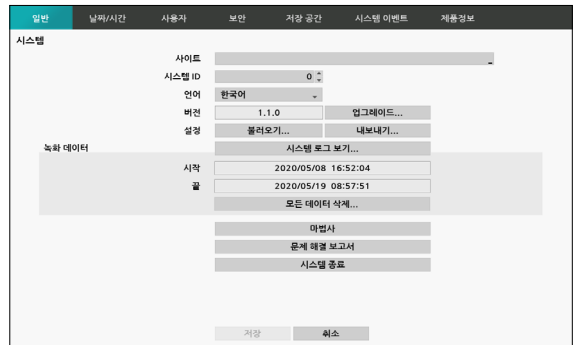 일반 날짜/시간 사용자 보안 저장 공간 시스템 이벤트 제품정보
시스템
사이트
시스템 ID 0
언어 한국어
버전 1.1.0 업그레이드...
설정 불러오기... 내보내기...
녹화 데이터 시스템 로그 보기...
시작 2020/05/08 16:52:04
끝 2020/05/19 08:57:51
모든 데이터 삭제...
마법사
문제 해결 보고서
시스템 종료
저장 취소